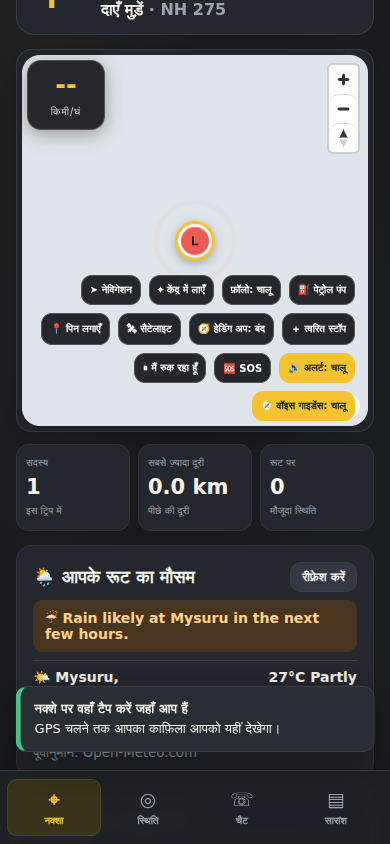 दाएँ मुड़ें · NH 275
--
किमी/घं
L
➤ नेविगेशन ✦ केंद्र में लाएँ फ़ॉलो: चालू ⛽ पेट्रोल पंप
📍 पिन लगाएँ 🛰 सैटेलाइट 🧭 हेडिंग अप: बंद + त्वरित स्टॉप
⏸ मैं रुक रहा हूँ 🆘 SOS 🔊 अलर्ट: चालू
🧭 वॉइस गाइडेंस: चालू
सदस्य
1
इस ट्रिप में
सबसे ज़्यादा दूरी
0.0 km
पीछे की दूरी
रूट पर
0
मौजूदा स्थिति
🌦 आपके रूट का मौसम
रीफ़्रेश करें
☔ Rain likely at Mysuru in the next
few hours.
🌤 Mysuru, 27°C Partly
नक्शे पर वहाँ टैप करें जहाँ आप हैं
GPS चलने तक आपका काफ़िला आपको यहीं देखेगा।
पूर्वानुमान: Open-Meteo.com
नक्शा
स्थिति
चैट
सारांश